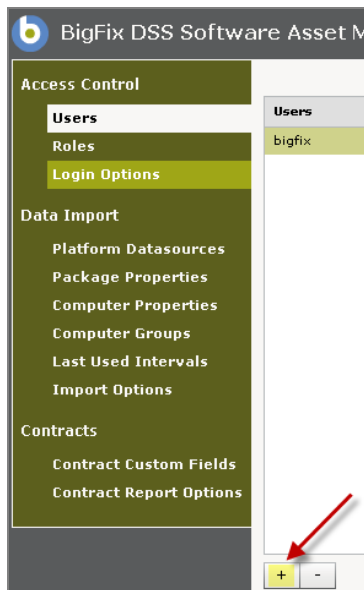 BigFix DSS Software Asset M
Access Control
Users
Roles
Login Options
Data Import
Platform Datasources
Package Properties
Computer Properties
Computer Groups
Last Used Intervals
Import Options
Contracts
Contract Custom Fields
Contract Report Options
Users
bigfix
+ -